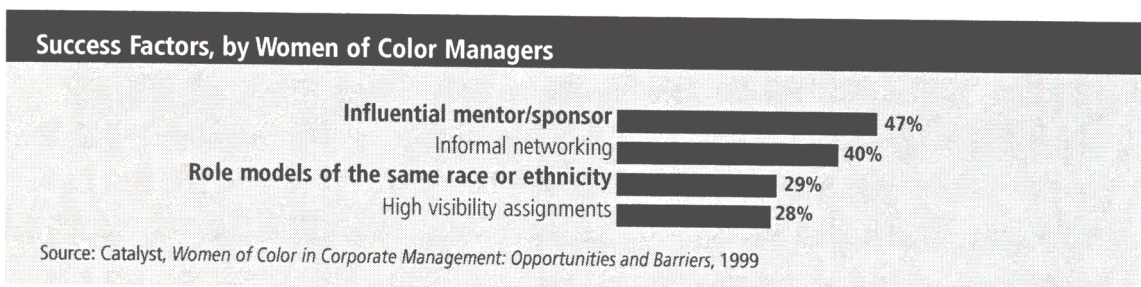 Success Factors, by Women of Color Managers
Influential mentor/sponsor 47%
Informal networking 40%
Role models of the same race or ethnicity 29%
High visibility assignments 28%
Source: Catalyst, Women of Color in Corporate Management: Opportunities and Barriers, 1999